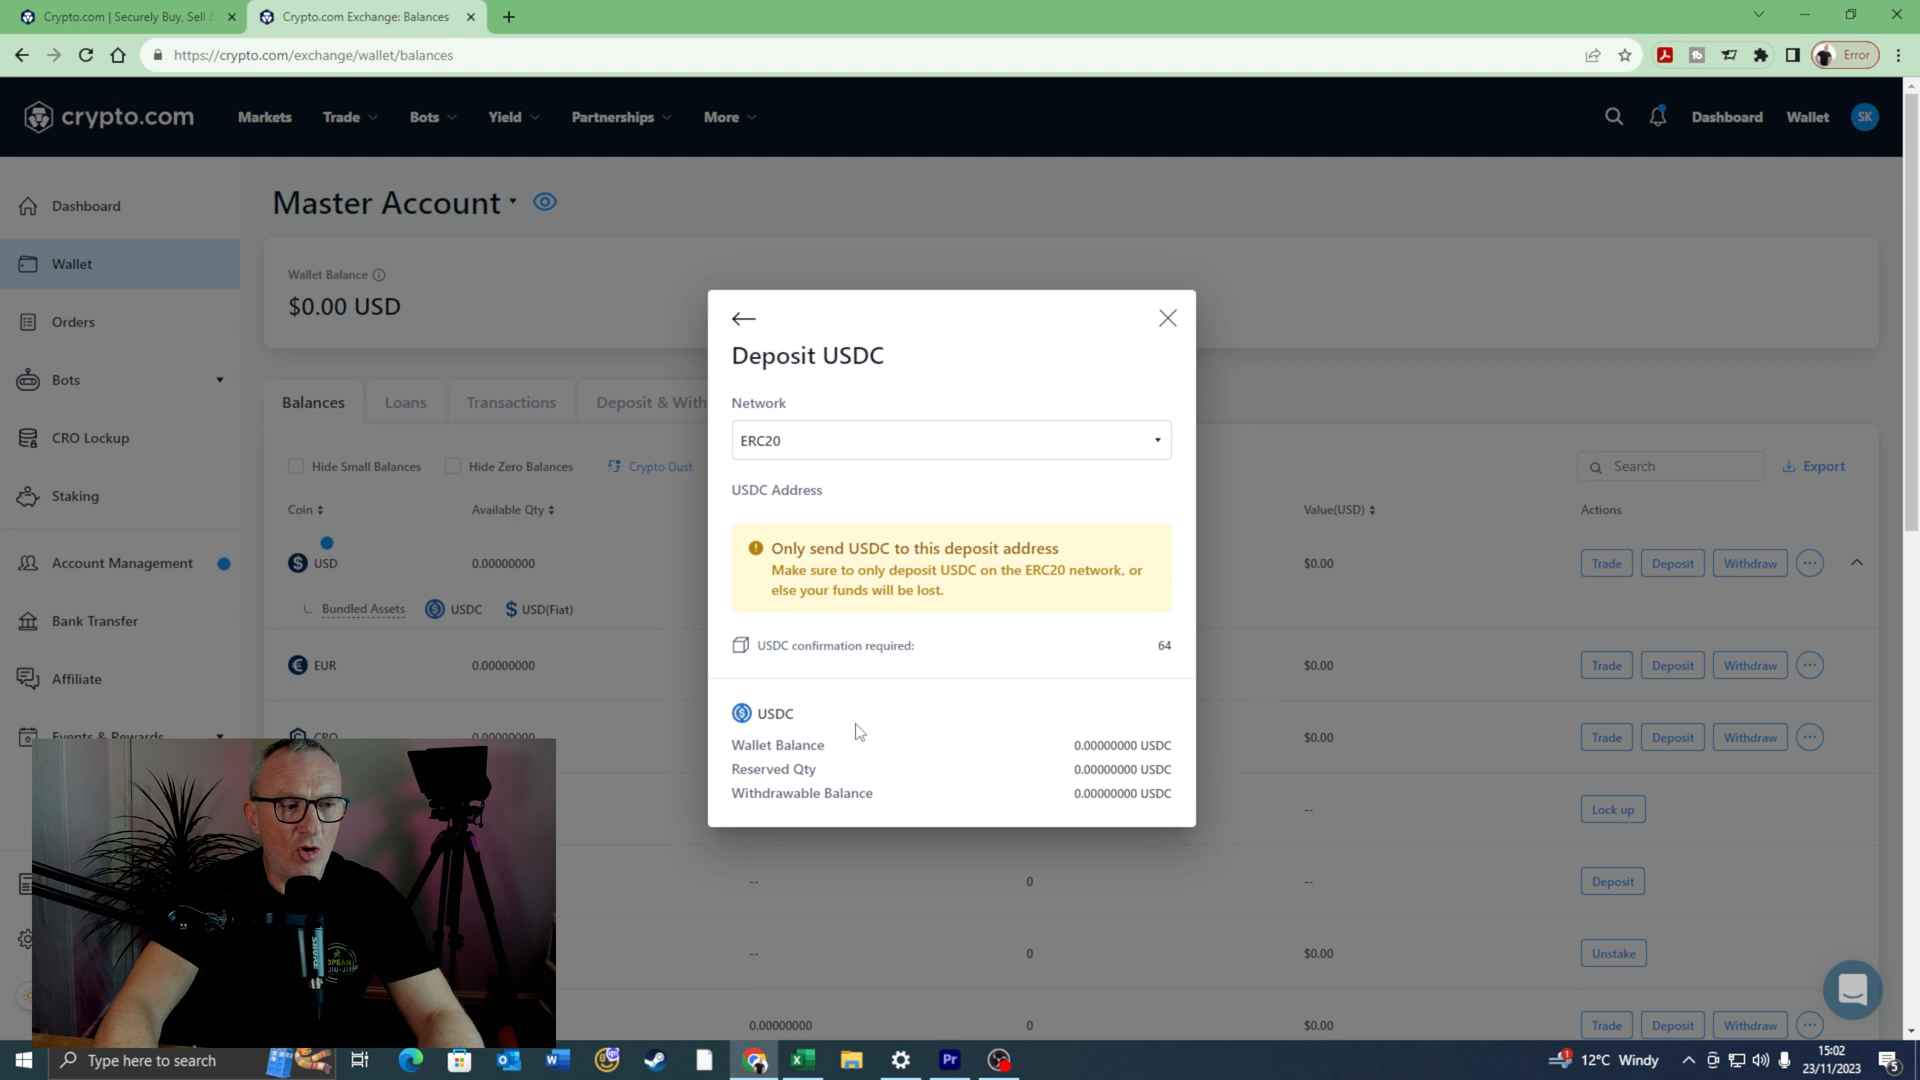 Crypto.com | Securely Buy, Sell &
Crypto.com Exchange: Balances
https://crypto.com/exchange/wallet/balances
Error
crypto.com
Markets
Trade
Bots
Yield
Partnerships
More
Dashboard
Wallet
SK
Dashboard
Wallet
Orders
Bots
CRO Lockup
Staking
Account Management
Bank Transfer
Affiliate
Events & Rewards
Master Account
Wallet Balance
$0.00 USD
Balances
Loans
Transactions
Deposit & With
Hide Small Balances
Hide Zero Balances
Crypto Dust
Search
Export
Coin
Available Qty
Value(USD)
Actions
USD
0.00000000
$0.00
Trade
Deposit
Withdraw
Bundled Assets
USDC
USD(Fiat)
EUR
0.00000000
$0.00
Trade
Deposit
Withdraw
CRO
0.00000000
$0.00
Trade
Deposit
Withdraw
--
Lock up
--
0
--
Deposit
--
0
$0.00
Unstake
0.00000000
0
$0.00
Trade
Deposit
Withdraw
Deposit USDC
Network
ERC20
USDC Address
Only send USDC to this deposit address
Make sure to only deposit USDC on the ERC20 network, or
else your funds will be lost.
USDC confirmation required:
64
USDC
Wallet Balance
0.00000000 USDC
Reserved Qty
0.00000000 USDC
Withdrawable Balance
0.00000000 USDC
SHURE
OPEAN
JIU-JITS
Type here to search
Pr
12°C Windy
15:02
23/11/2023
5